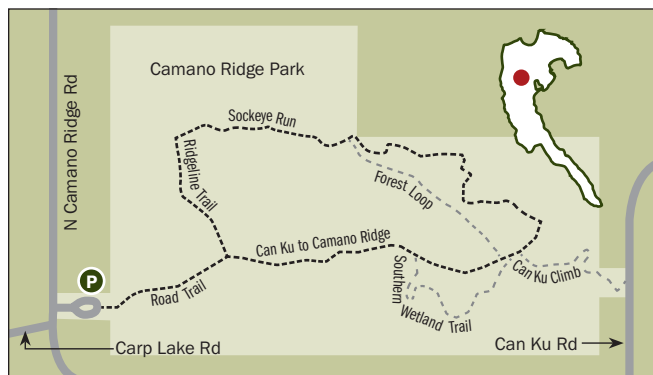 Camano Ridge Park
N Camano Ridge Rd
Sockeye Run
Ridgeline Trail
Forest Loop
Can Ku to Camano Ridge
Road Trail
P
Southern
Wetland Trail
Can Ku Climb
Carp Lake Rd
Can Ku Rd